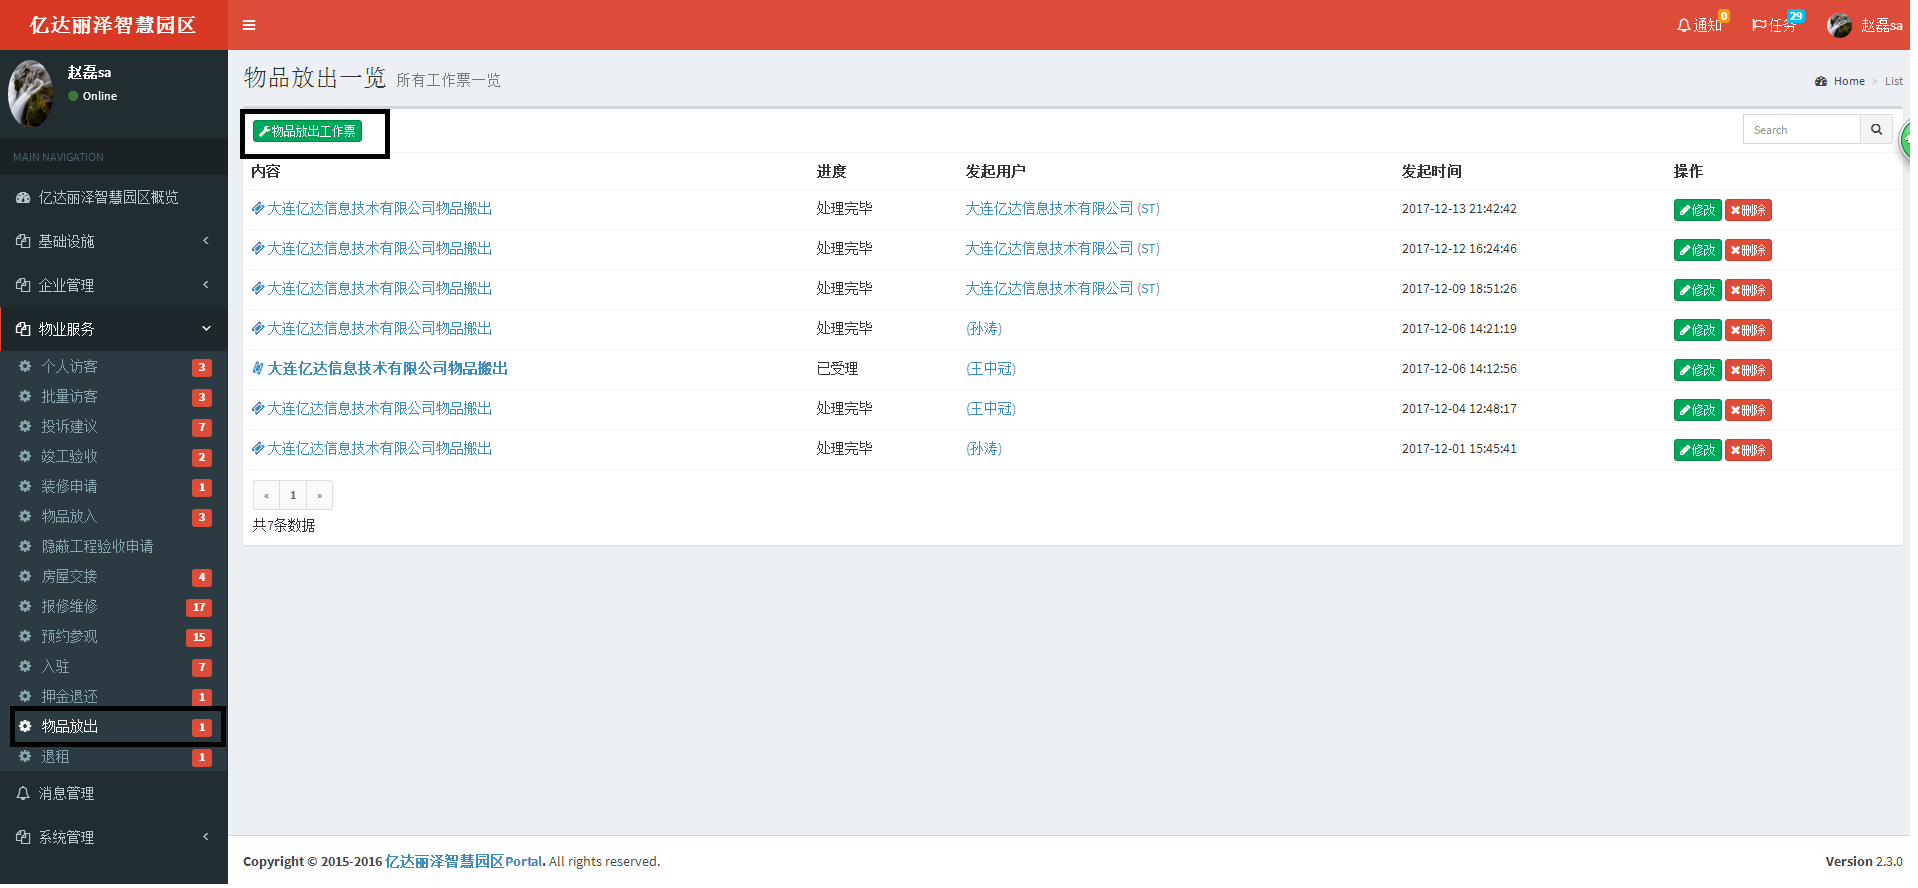 亿达丽泽智慧园区
通知 0
任务 29
赵磊sa
赵磊sa
Online
MAIN NAVIGATION
亿达丽泽智慧园区概览
基础设施
企业管理
物业服务
个人访客 3
批量访客 3
投诉建议 7
竣工验收 2
装修申请 1
物品放入 3
隐蔽工程验收申请
房屋交接 4
报修维修 17
预约参观 15
入驻 7
押金退还 1
物品放出 1
退租 1
消息管理
系统管理
物品放出一览 所有工作票一览
Home > List
物品放出工作票
Search
内容 进度 发起用户 发起时间 操作
大连亿达信息技术有限公司物品搬出 处理完毕 大连亿达信息技术有限公司 (ST) 2017-12-13 21:42:42 修改 删除
大连亿达信息技术有限公司物品搬出 处理完毕 大连亿达信息技术有限公司 (ST) 2017-12-12 16:24:46 修改 删除
大连亿达信息技术有限公司物品搬出 处理完毕 大连亿达信息技术有限公司 (ST) 2017-12-09 18:51:26 修改 删除
大连亿达信息技术有限公司物品搬出 处理完毕 (孙涛) 2017-12-06 14:21:19 修改 删除
大连亿达信息技术有限公司物品搬出 已受理 (王中冠) 2017-12-06 14:12:56 修改 删除
大连亿达信息技术有限公司物品搬出 处理完毕 (王中冠) 2017-12-04 12:48:17 修改 删除
大连亿达信息技术有限公司物品搬出 处理完毕 (孙涛) 2017-12-01 15:45:41 修改 删除
« 1 »
共7条数据
Copyright © 2015-2016 亿达丽泽智慧园区Portal. All rights reserved.
Version 2.3.0